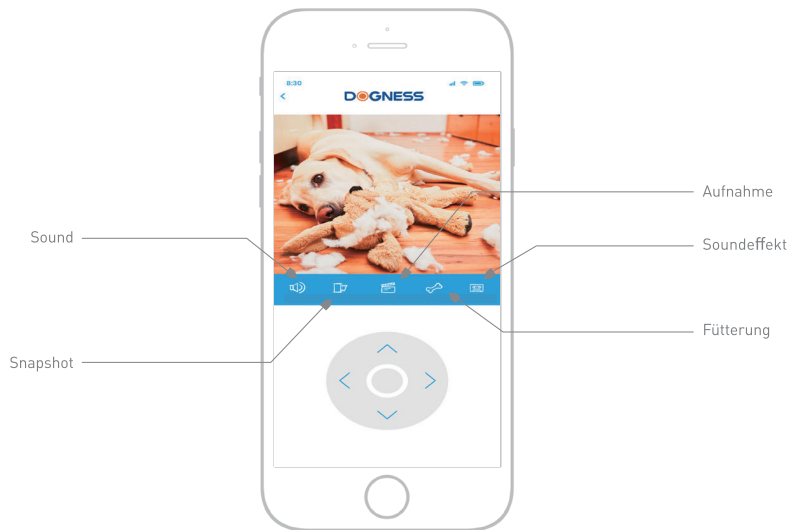 8:30
DOGNESS
Aufnahme
Sound
Soundeffekt
Fütterung
Snapshot